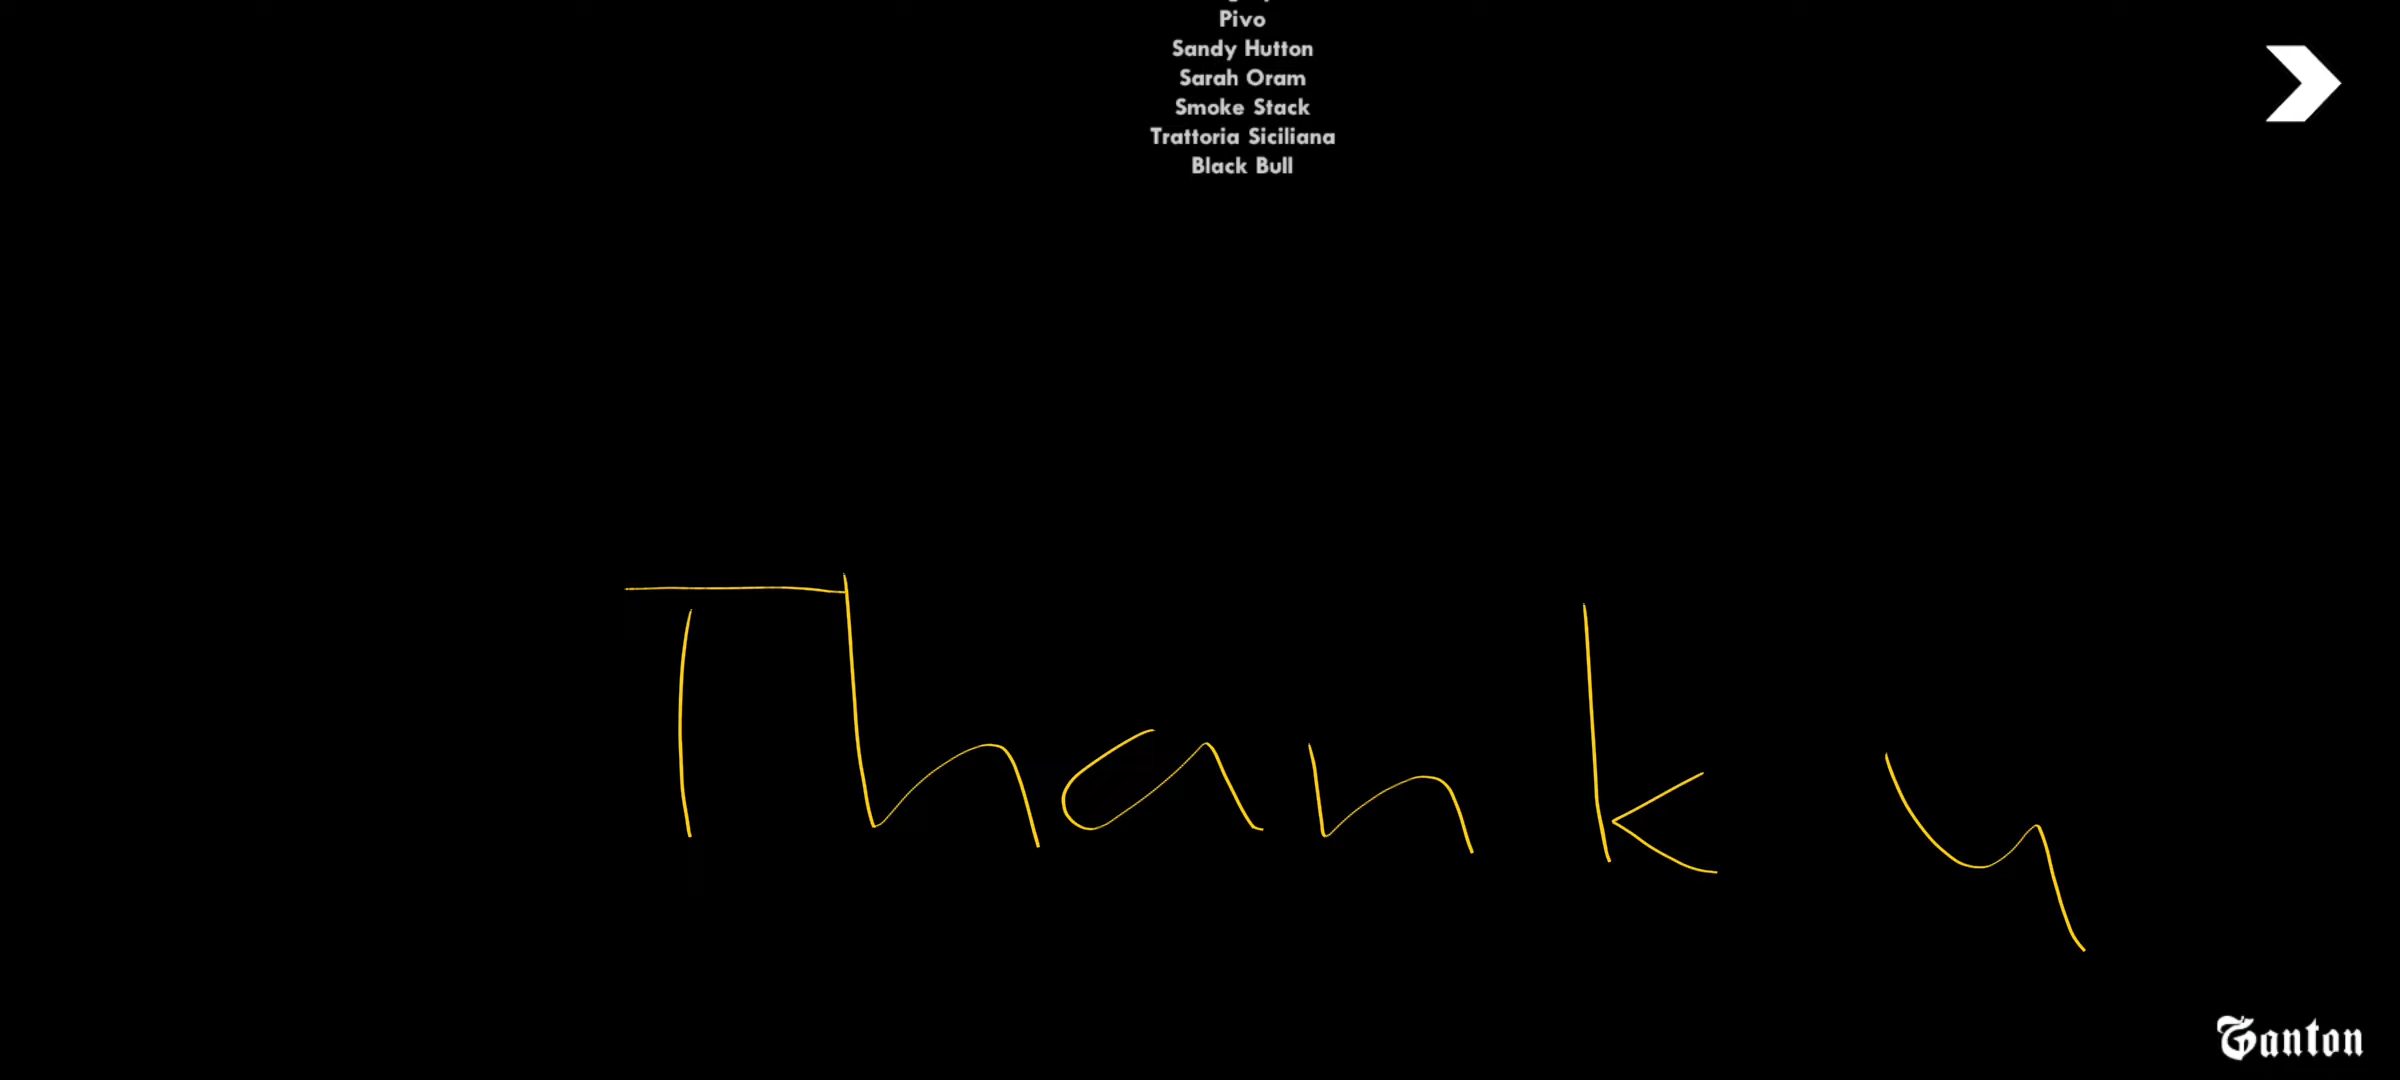 Pivo
Sandy Hutton
Sarah Oram
Smoke Stack
Trattoria Siciliana
Black Bull
Thank y
Ganton